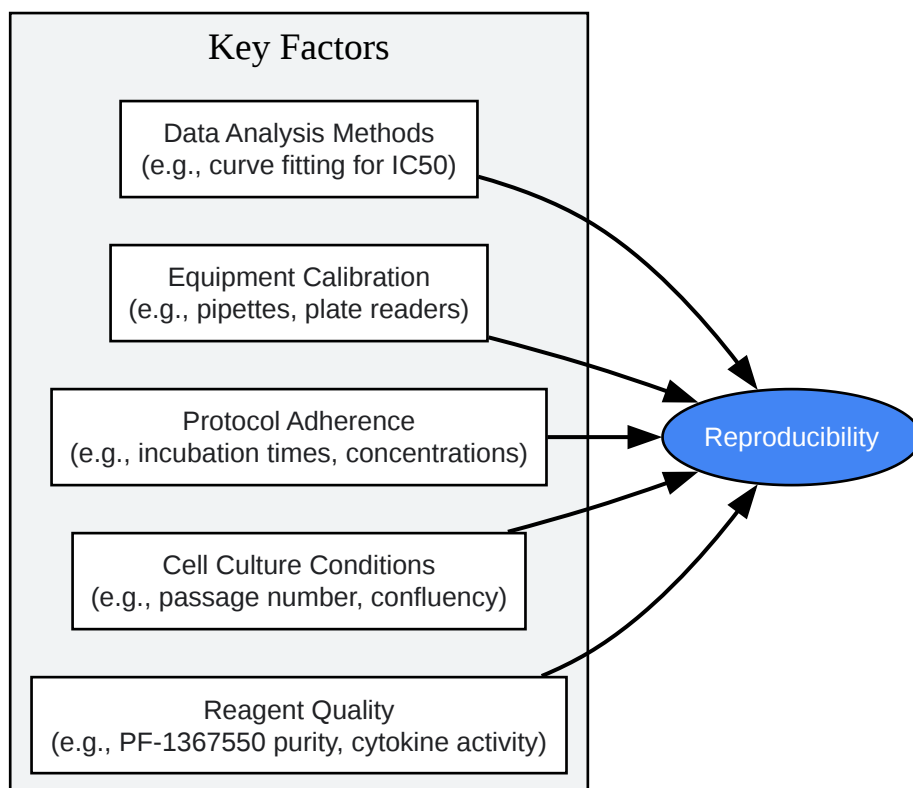 Key Factors
Data Analysis Methods
(e.g., curve fitting for IC50)
Equipment Calibration
(e.g., pipettes, plate readers)
Protocol Adherence
(e.g., incubation times, concentrations)
Reproducibility
Cell Culture Conditions
(e.g., passage number, confluency)
Reagent Quality
(e.g., PF-1367550 purity, cytokine activity)